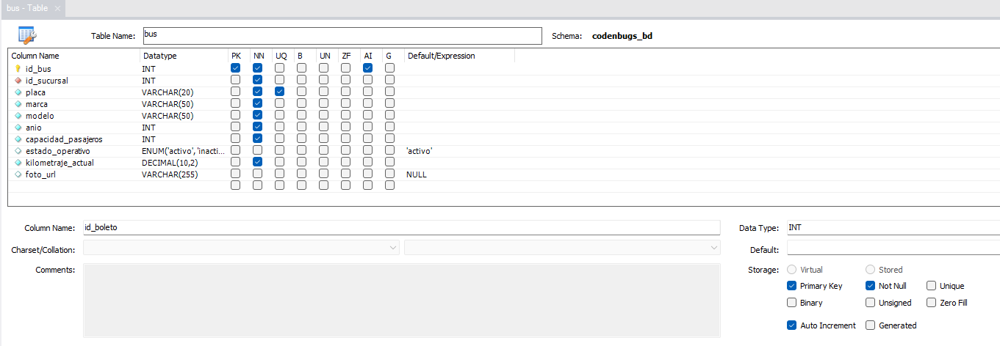 bus - Table ×
Table Name: bus Schema: codenbugs_bd
Column Name Datatype PK NN UQ B UN ZF AI G Default/Expression
id_bus INT
id_sucursal INT
placa VARCHAR(20)
marca VARCHAR(50)
modelo VARCHAR(50)
anio INT
capacidad_pasajeros INT
estado_operativo ENUM('activo', 'inacti... 'activo'
kilometraje_actual DECIMAL(10,2)
foto_url VARCHAR(255) NULL
Column Name: id_boleto Data Type: INT
Charset/Collation: Default:
Comments: Storage: Virtual Stored
Primary Key Not Null Unique
Binary Unsigned Zero Fill
Auto Increment Generated